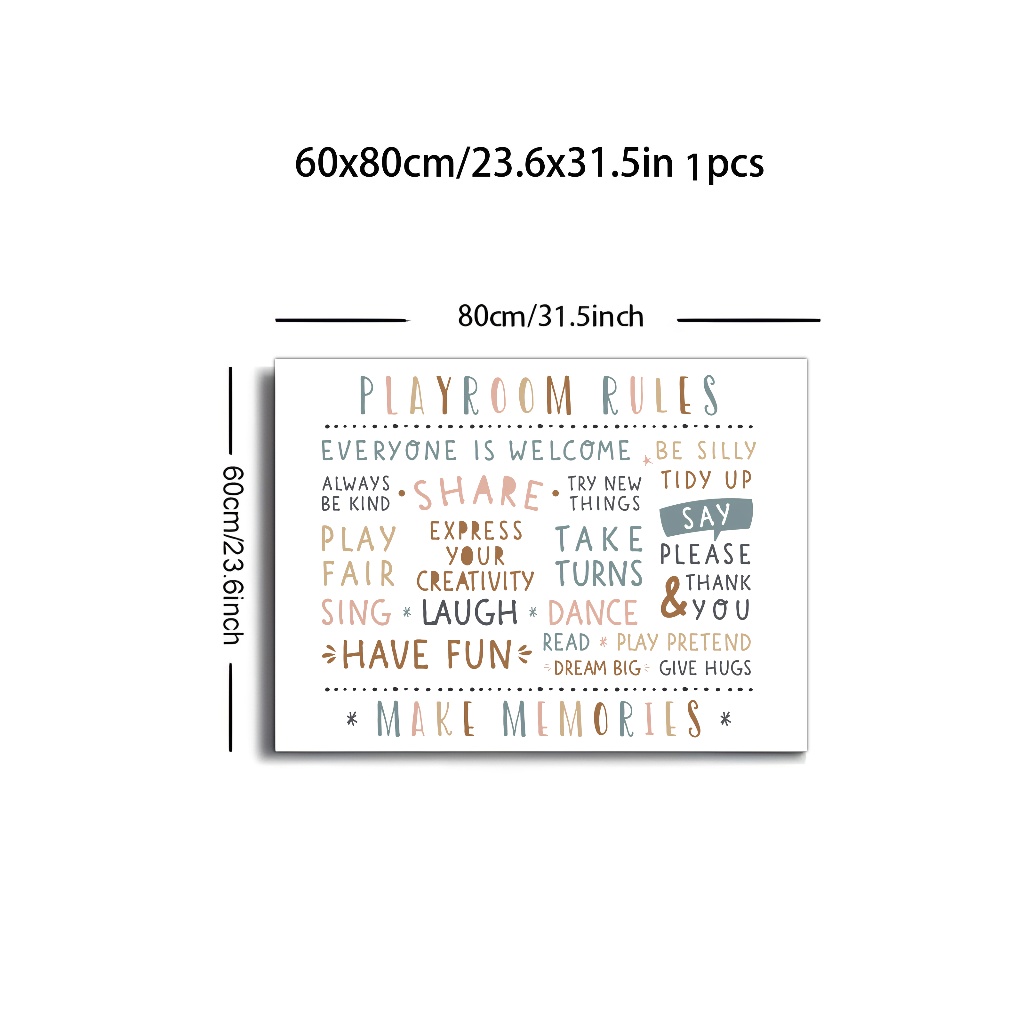 60x80cm/23.6x31.5in 1pcs
80cm/31.5inch
60cm/23.6inch
PLAYROOM RULES
EVERYONE IS WELCOME
BE SILLY
ALWAYS
BE KIND
SHARE
TRY NEW
THINGS
TIDY UP
PLAY
FAIR
EXPRESS
YOUR
CREATIVITY
TAKE
TURNS
SAY
PLEASE
& THANK
YOU
SING * LAUGH * DANCE
HAVE FUN
READ * PLAY PRETEND
DREAM BIG
GIVE HUGS
* MAKE MEMORIES *